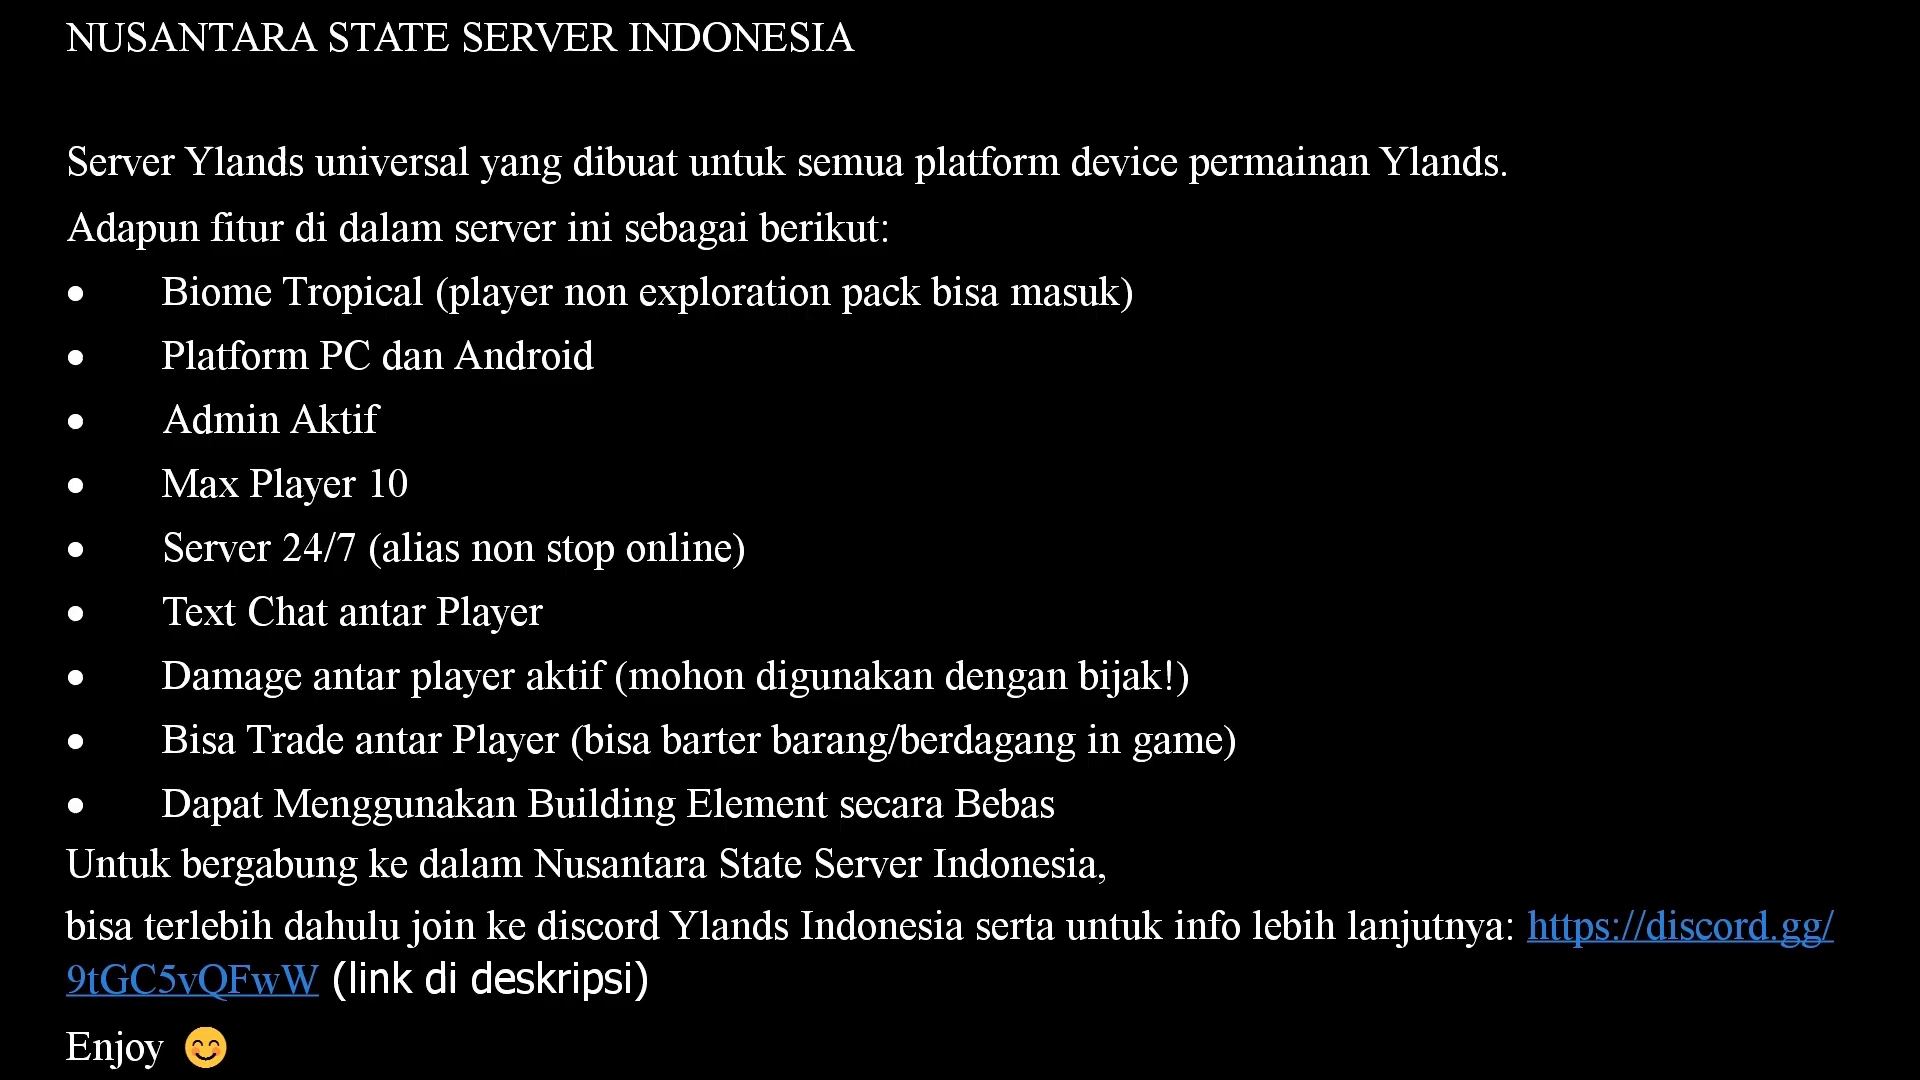 NUSANTARA STATE SERVER INDONESIA
Server Ylands universal yang dibuat untuk semua platform device permainan Ylands.
Adapun fitur di dalam server ini sebagai berikut:
• Biome Tropical (player non exploration pack bisa masuk)
• Platform PC dan Android
• Admin Aktif
• Max Player 10
• Server 24/7 (alias non stop online)
• Text Chat antar Player
• Damage antar player aktif (mohon digunakan dengan bijak!)
• Bisa Trade antar Player (bisa barter barang/berdagang in game)
• Dapat Menggunakan Building Element secara Bebas
Untuk bergabung ke dalam Nusantara State Server Indonesia,
bisa terlebih dahulu join ke discord Ylands Indonesia serta untuk info lebih lanjutnya: https://discord.gg/
9tGC5vQFwW (link di deskripsi)
Enjoy 😊